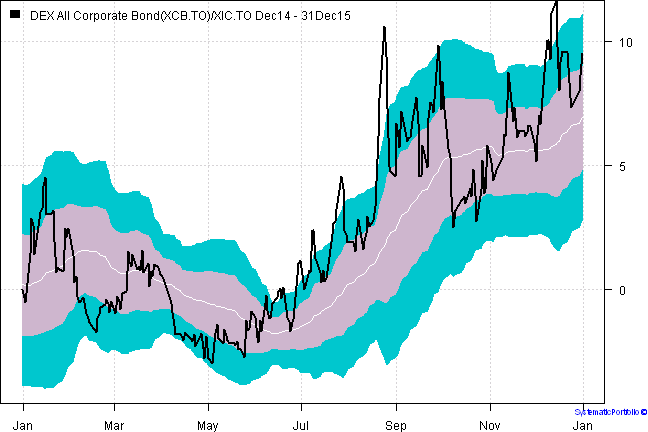 DEX All Corporate Bond(XCB.TO)/XIC.TO Dec14 - 31Dec15
10
5
0
Jan Mar May Jul Sep Nov Jan
SystematicPortfolio ©